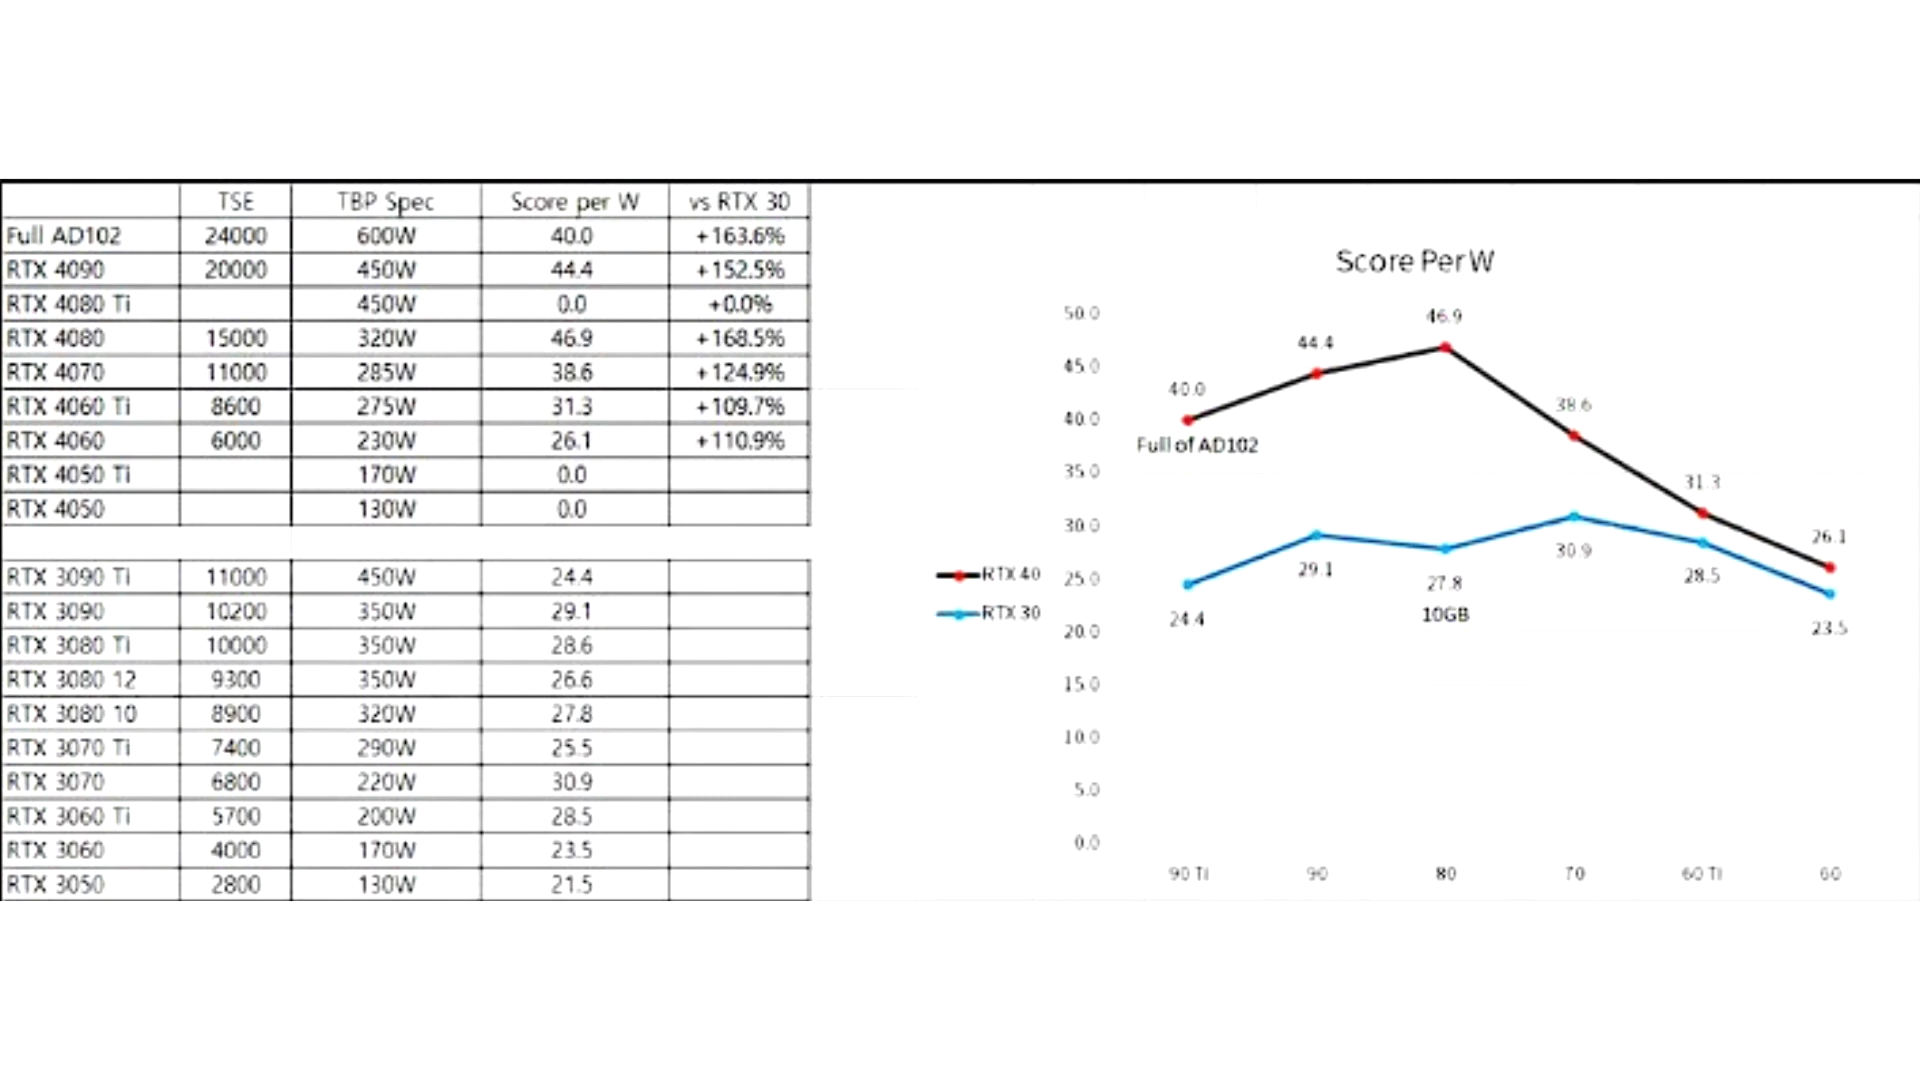 TSE TBP Spec Score per W vs RTX 30
Full AD102 24000 600W 40.0 +163.6%
RTX 4090 20000 450W 44.4 +152.5%
RTX 4080 Ti 450W 0.0 +0.0%
RTX 4080 15000 320W 46.9 +168.5%
RTX 4070 11000 285W 38.6 +124.9%
RTX 4060 Ti 8600 275W 31.3 +109.7%
RTX 4060 6000 230W 26.1 +110.9%
RTX 4050 Ti 170W 0.0
RTX 4050 130W 0.0
RTX 3090 Ti 11000 450W 24.4
RTX 3090 10200 350W 29.1
RTX 3080 Ti 10000 350W 28.6
RTX 3080 12 9300 350W 26.6
RTX 3080 10 8900 320W 27.8
RTX 3070 Ti 7400 290W 25.5
RTX 3070 6800 220W 30.9
RTX 3060 Ti 5700 200W 28.5
RTX 3060 4000 170W 23.5
RTX 3050 2800 130W 21.5
Score Per W
50.0
45.0
40.0
35.0
30.0
25.0
20.0
15.0
10.0
5.0
0.0
40.0
44.4
46.9
38.6
31.3
26.1
Full of AD102
24.4
29.1
27.8
10GB
30.9
28.5
23.5
RTX 40
RTX 30
90 Ti 90 80 70 60 Ti 60